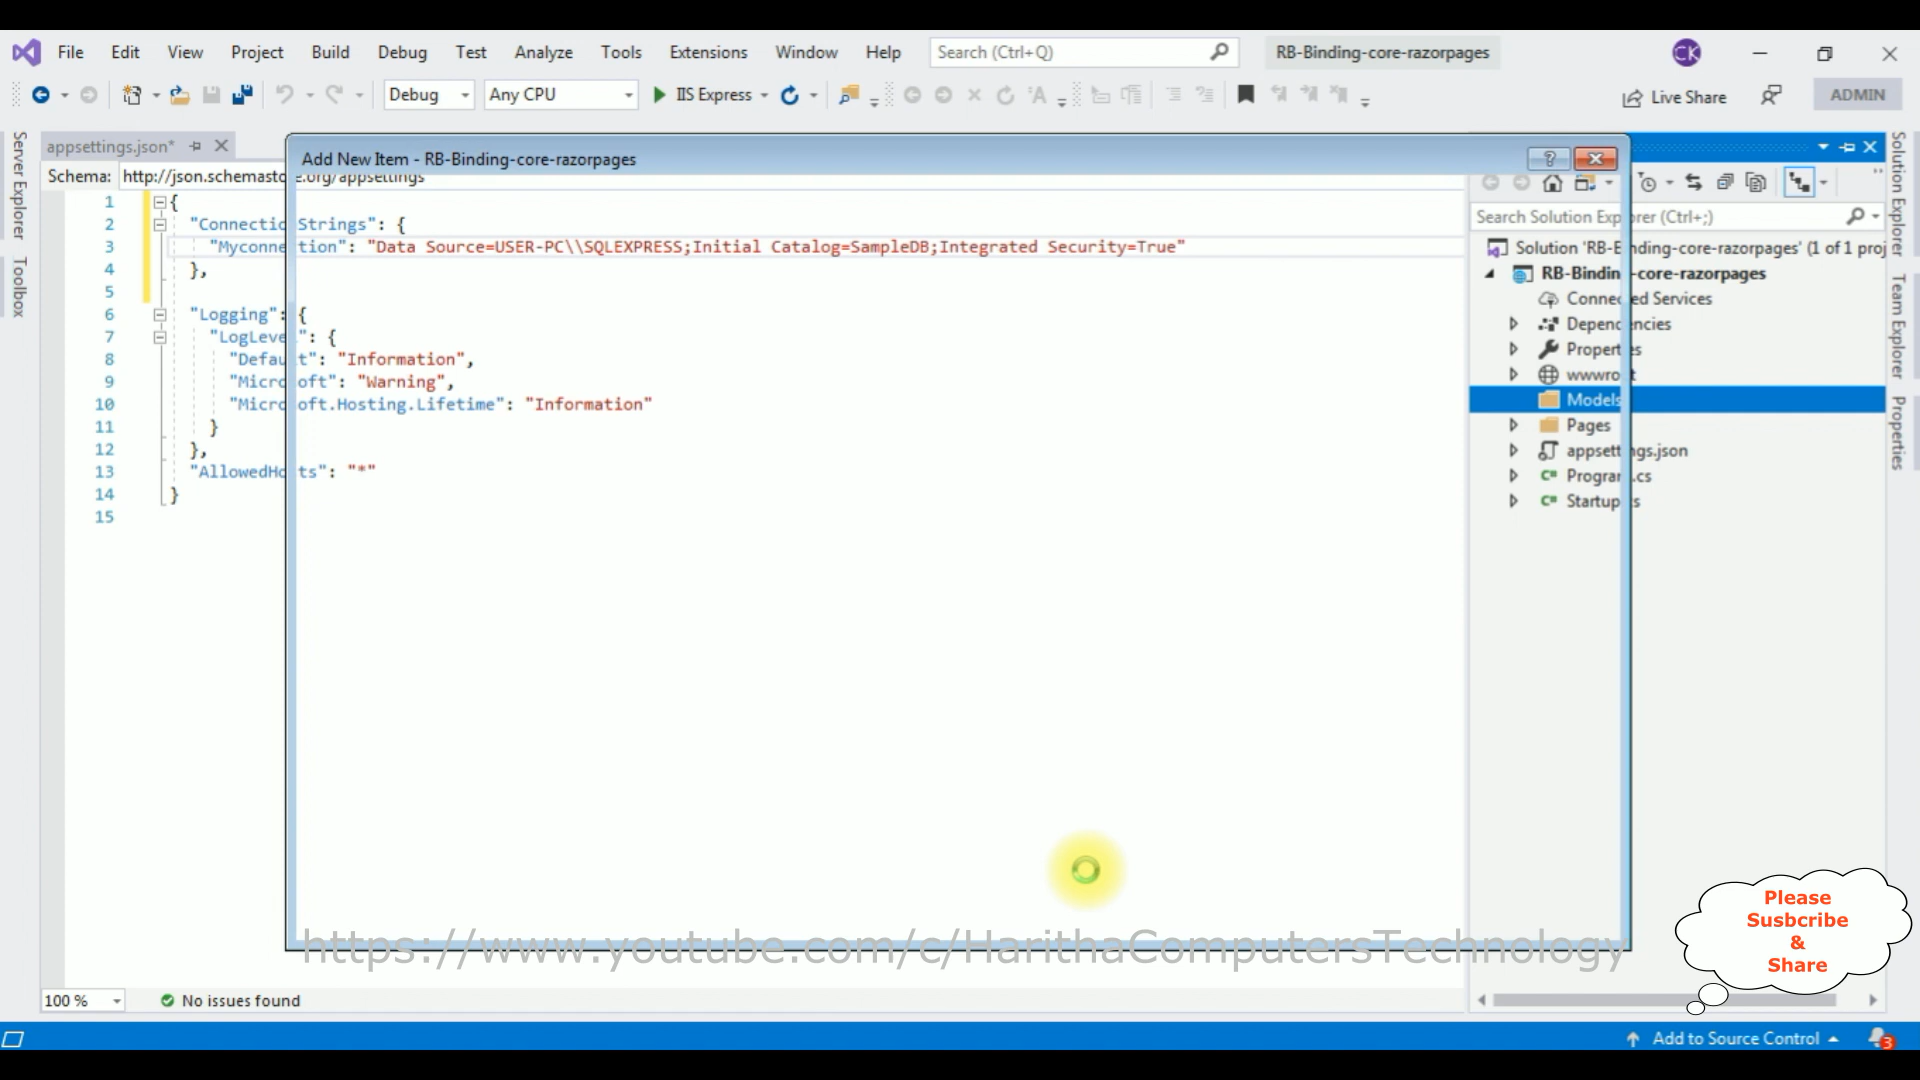 File Edit View Project Build Debug Test Analyze Tools Extensions Window Help Search (Ctrl+Q) RB-Binding-core-razorpages CK
Debug Any CPU IIS Express Live Share ADMIN
Server Explorer
Toolbox
appsettings.json*
Add New Item - RB-Binding-core-razorpages
Schema: http://json.schemasto e.org/appsettings
1 {
2 "Connectio Strings": {
3 "Myconne tion": "Data Source=USER-PC\\SQLEXPRESS;Initial Catalog=SampleDB;Integrated Security=True"
4 },
5
6 "Logging": {
7 "LogLeve ": {
8 "Defau t": "Information",
9 "Micro oft": "Warning",
10 "Micro oft.Hosting.Lifetime": "Information"
11 }
12 },
13 "AllowedHo ts": "*"
14 }
15
Search Solution Exp rer (Ctrl+;)
Solution 'RB-B nding-core-razorpages' (1 of 1 proj
RB-Bindin -core-razorpages
Connec ed Services
Depend cies
Propert es
wwwro t
Models
Pages
appsett ngs.json
Progra .cs
Startup s
Solution Explorer
Team Explorer
Properties
https://www.youtube.com/c/HarithaComputersTechnology
Please
Susbcribe
&
Share
100 % No issues found
Add to Source Control 3